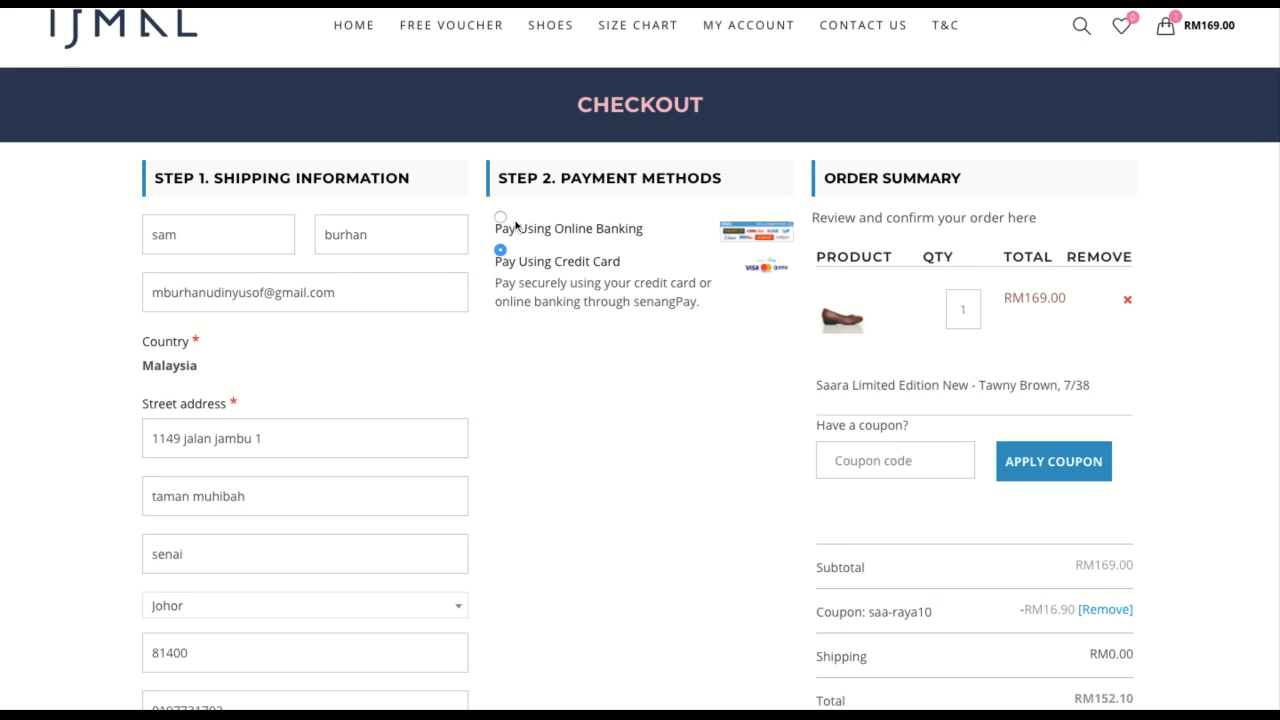 IJMAL
HOME FREE VOUCHER SHOES SIZE CHART MY ACCOUNT CONTACT US T&C 0 1 RM169.00
CHECKOUT
STEP 1. SHIPPING INFORMATION
sam burhan
mburhanudinyusof@gmail.com
Country *
Malaysia
Street address *
1149 jalan jambu 1
taman muhibah
senai
Johor
81400
STEP 2. PAYMENT METHODS
Pay Using Online Banking
Pay Using Credit Card
VISA
Pay securely using your credit card or
online banking through senangPay.
ORDER SUMMARY
Review and confirm your order here
PRODUCT QTY TOTAL REMOVE
1 RM169.00 ×
Saara Limited Edition New - Tawny Brown, 7/38
Have a coupon?
Coupon code APPLY COUPON
Subtotal RM169.00
Coupon: saa-raya10 -RM16.90 [Remove]
Shipping RM0.00
Total RM152.10